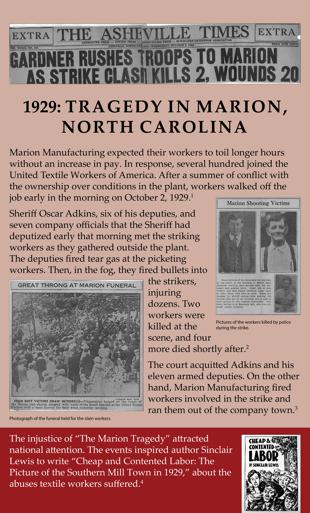 EXTRA THE ASHEVILLE TIMES EXTRA
GARDNER RUSHES TROOPS TO MARION
AS STRIKE CLASH KILLS 2, WOUNDS 20
1929: TRAGEDY IN MARION,
NORTH CAROLINA
Marion Manufacturing expected their workers to toil longer hours
without an increase in pay. In response, several hundred joined the
United Textile Workers of America. After a summer of conflict with
the ownership over conditions in the plant, workers walked off the
job early in the morning on October 2, 1929.¹
Sheriff Oscar Adkins, six of his deputies, and
seven company officials that the Sheriff had
deputized early that morning met the striking
workers as they gathered outside the plant.
The deputies fired tear gas at the picketing
workers. Then, in the fog, they fired bullets into
the strikers,
injuring
dozens. Two
workers were
killed at the
scene, and four
more died shortly after.²
Marion Shooting Victims
Pictures of the workers killed by police
during the strike.
GREAT THRONG AT MARION FUNERAL
Photograph of the funeral held for the slain workers.
The court acquitted Adkins and his
eleven armed deputies. On the other
hand, Marion Manufacturing fired
workers involved in the strike and
ran them out of the company town.³
The injustice of "The Marion Tragedy" attracted
national attention. The events inspired author Sinclair
Lewis to write "Cheap and Contented Labor: The
Picture of the Southern Mill Town in 1929," about the
abuses textile workers suffered.⁴
CHEAP &
CONTENTED
LABOR
BY SINCLAIR LEWIS